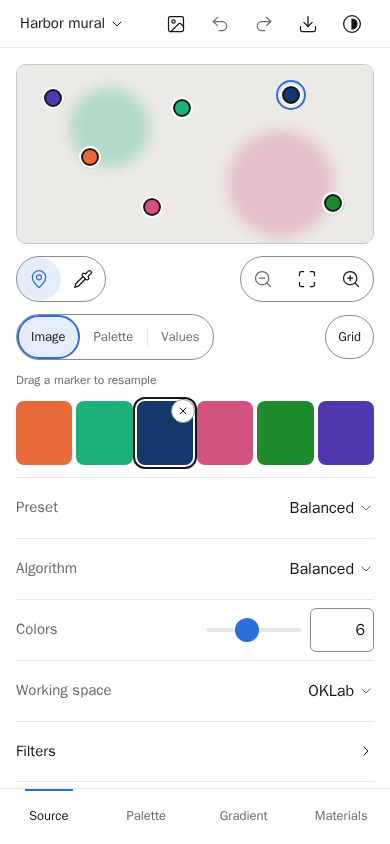 Harbor mural
Image Palette Values Grid
Drag a marker to resample
Preset Balanced
Algorithm Balanced
Colors 6
Working space OKLab
Filters
Source Palette Gradient Materials